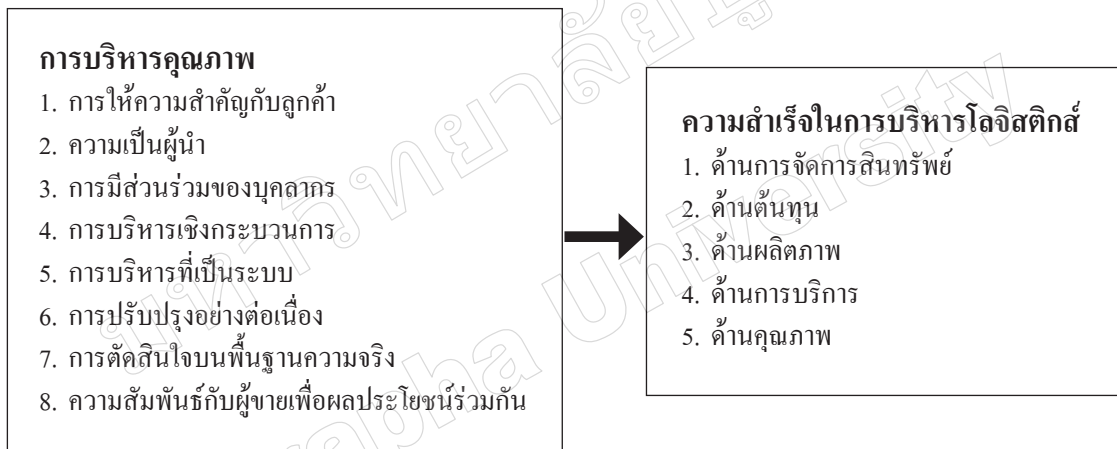 การบริหารคุณภาพ
1. การให้ความสำคัญกับลูกค้า
2. ความเป็นผู้นำ
3. การมีส่วนร่วมของบุคลากร
4. การบริหารเชิงกระบวนการ
5. การบริหารที่เป็นระบบ
6. การปรับปรุงอย่างต่อเนื่อง
7. การตัดสินใจบนพื้นฐานความจริง
8. ความสัมพันธ์กับผู้ขายเพื่อผลประโยชน์ร่วมกัน
ความสำเร็จในการบริหารโลจิสติกส์
1. ด้านการจัดการสินทรัพย์
2. ด้านต้นทุน
3. ด้านผลิตภาพ
4. ด้านการบริการ
5. ด้านคุณภาพ
มหาวิทยาลัย
University